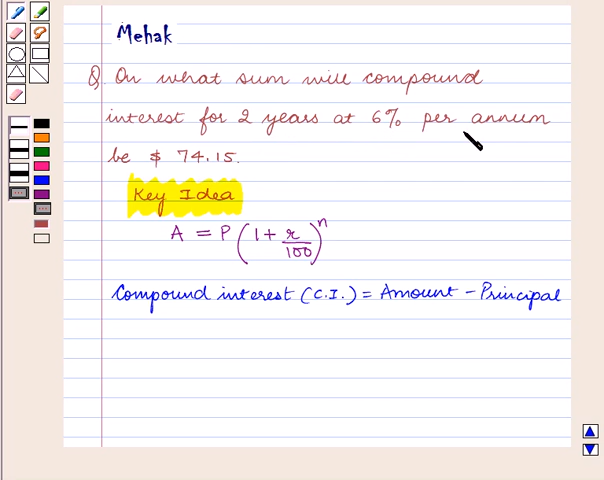 Mehak
Q. On what sum will compound
interest for 2 years at 6% per annum
be $ 74.15.
Key Idea
A = P (1 + r/100)^n
Compound interest (C.I.) = Amount - Principal